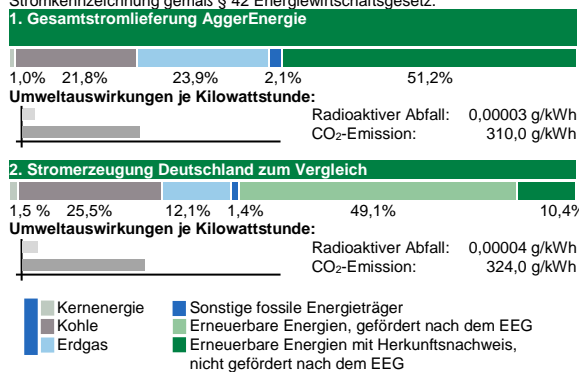 Stromkennzeichnung gemäß § 42 Energiewirtschaftsgesetz:
1. Gesamtstromlieferung AggerEnergie
1,0% 21,8% 23,9% 2,1% 51,2%
Umweltauswirkungen je Kilowattstunde:
Radioaktiver Abfall: 0,00003 g/kWh
CO₂-Emission: 310,0 g/kWh
2. Stromerzeugung Deutschland zum Vergleich
1,5 % 25,5% 12,1% 1,4% 49,1% 10,4%
Umweltauswirkungen je Kilowattstunde:
Radioaktiver Abfall: 0,00004 g/kWh
CO₂-Emission: 324,0 g/kWh
Kernenergie
Kohle
Erdgas
Sonstige fossile Energieträger
Erneuerbare Energien, gefördert nach dem EEG
Erneuerbare Energien mit Herkunftsnachweis,
nicht gefördert nach dem EEG